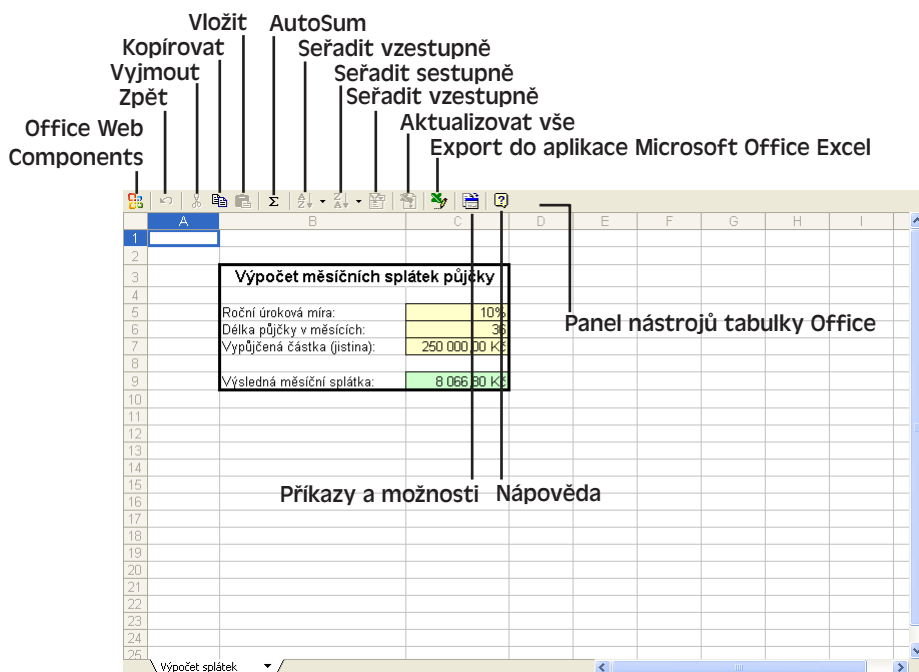 Vložit
AutoSum
Kopírovat
Seřadit vzestupně
Vyjmout
Seřadit sestupně
Zpět
Seřadit vzestupně
Office Web
Components
Aktualizovat vše
Export do aplikace Microsoft Office Excel
A B C D E F G H I
1
2
3 Výpočet měsíčních splátek půjčky
4
5 Roční úroková míra: 10%
6 Délka půjčky v měsících: 36
7 Vypůjčená částka (jistina): 250 000,00 Kč
8
9 Výsledná měsíční splátka: 8 066,80 Kč
10
11
12
13
14
15
16
17
18
19
20
21
22
23
24
25
Panel nástrojů tabulky Office
Příkazy a možnosti
Nápověda
Výpočet splátek